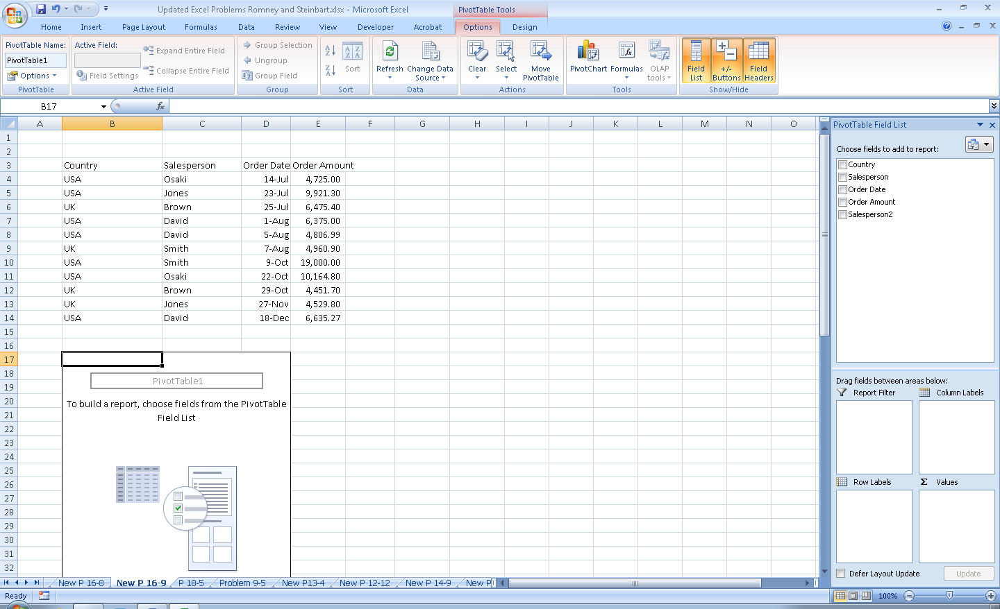 Updated Excel Problems Romney and Steinbart.xlsx - Microsoft Excel
PivotTable Tools
Home Insert Page Layout Formulas Data Review View Developer Acrobat Options Design
PivotTable Name:
PivotTable1
Options
PivotTable
Active Field:
Field Settings
Expand Entire Field
Collapse Entire Field
Active Field
Group Selection
Ungroup
Group Field
Group
Sort
Sort
Refresh
Change Data Source
Data
Clear
Select
Move PivotTable
Actions
PivotChart
Formulas
OLAP tools
Tools
Field List
+/- Buttons
Field Headers
Show/Hide
B17
fx
A B C D E F G H I J K L M N O
1
2
3 Country Salesperson Order Date Order Amount
4 USA Osaki 14-Jul 4,725.00
5 USA Jones 23-Jul 9,921.30
6 UK Brown 25-Jul 6,475.40
7 USA David 1-Aug 6,375.00
8 USA David 5-Aug 4,806.99
9 UK Smith 7-Aug 4,960.90
10 USA Smith 9-Oct 19,000.00
11 USA Osaki 22-Oct 10,164.80
12 UK Brown 29-Oct 4,451.70
13 UK Jones 27-Nov 4,529.80
14 USA David 18-Dec 6,635.27
15
16
17
18
19
20
21
22
23
24
25
26
27
28
29
30
31
32
PivotTable1
To build a report, choose fields from the PivotTable
Field List
PivotTable Field List
Choose fields to add to report:
Country
Salesperson
Order Date
Order Amount
Salesperson2
Drag fields between areas below:
Report Filter
Column Labels
Row Labels
Σ Values
Defer Layout Update
Update
New P 16-8 New P 16-9 P 18-5 Problem 9-5 New P13-4 New P 12-12 New P 14-9 New P
Ready
100%